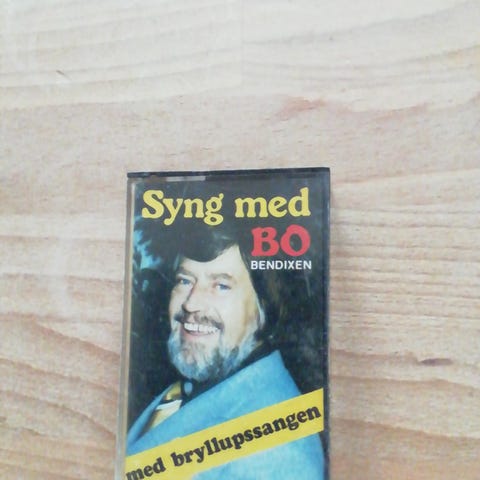 Syng med
BO
BENDIXEN
med bryllupssangen